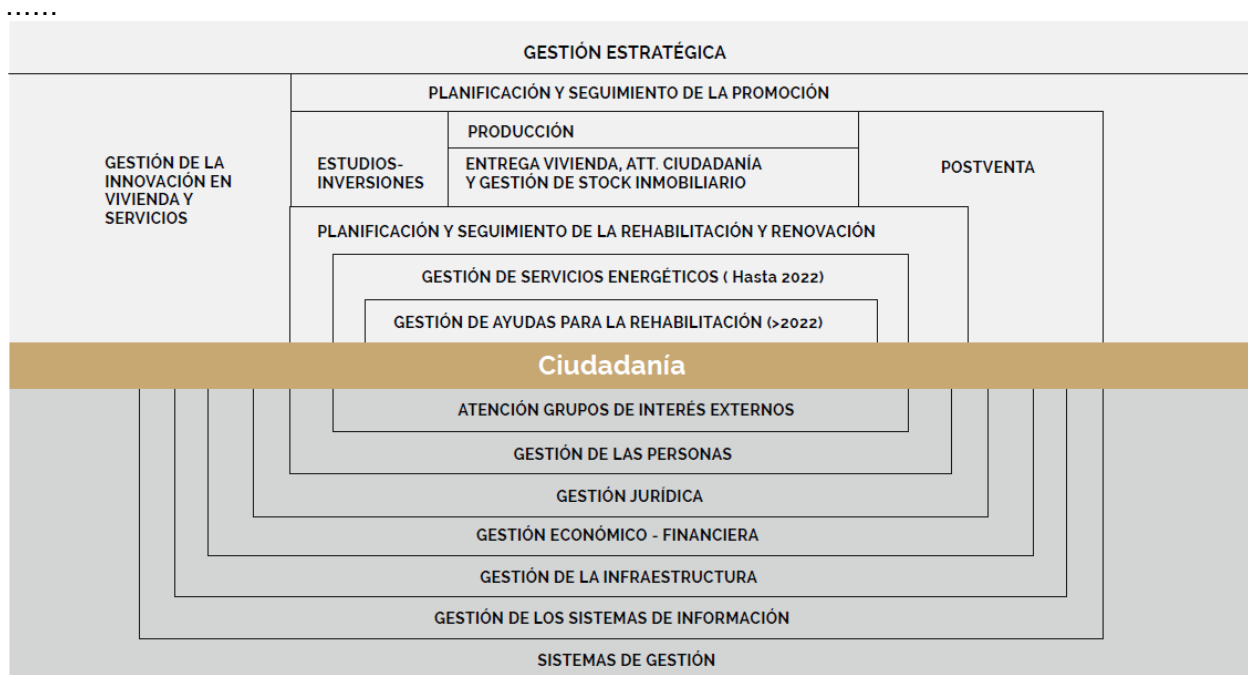 ......
GESTIÓN ESTRATÉGICA
PLANIFICACIÓN Y SEGUIMIENTO DE LA PROMOCIÓN
GESTIÓN DE LA
INNOVACIÓN EN
VIVIENDA Y
SERVICIOS
ESTUDIOS-
INVERSIONES
PRODUCCIÓN
ENTREGA VIVIENDA, ATT. CIUDADANÍA
Y GESTIÓN DE STOCK INMOBILIARIO
POSTVENTA
PLANIFICACIÓN Y SEGUIMIENTO DE LA REHABILITACIÓN Y RENOVACIÓN
GESTIÓN DE SERVICIOS ENERGÉTICOS ( Hasta 2022)
GESTIÓN DE AYUDAS PARA LA REHABILITACIÓN (>2022)
Ciudadanía
ATENCIÓN GRUPOS DE INTERÉS EXTERNOS
GESTIÓN DE LAS PERSONAS
GESTIÓN JURÍDICA
GESTIÓN ECONÓMICO - FINANCIERA
GESTIÓN DE LA INFRAESTRUCTURA
GESTIÓN DE LOS SISTEMAS DE INFORMACIÓN
SISTEMAS DE GESTIÓN